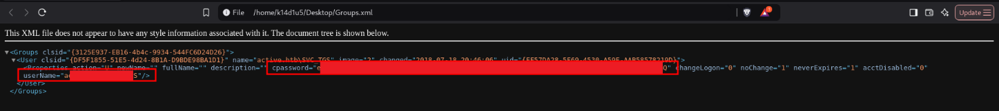 File /home/k14d1u5/Desktop/Groups.xml
1
Update
This XML file does not appear to have any style information associated with it. The document tree is shown below.
▼<Groups clsid="{3125E937-EB16-4b4c-9934-544FC6D24D26}">
▼<User clsid="{DF5F1855-51E5-4d24-8B1A-D9BDE98BA1D1}" name="active.htb\SVC_TGS" image="2" changed="2018-07-18 20:46:06" uid="{EF57DA28-5F69-4530-A59E-AAB58578219D}">
<Properties action="U" newName="" fullName="" description="" cpassword="e Q" changeLogon="0" noChange="1" neverExpires="1" acctDisabled="0"
userName="ac S"/>
</User>
</Groups>